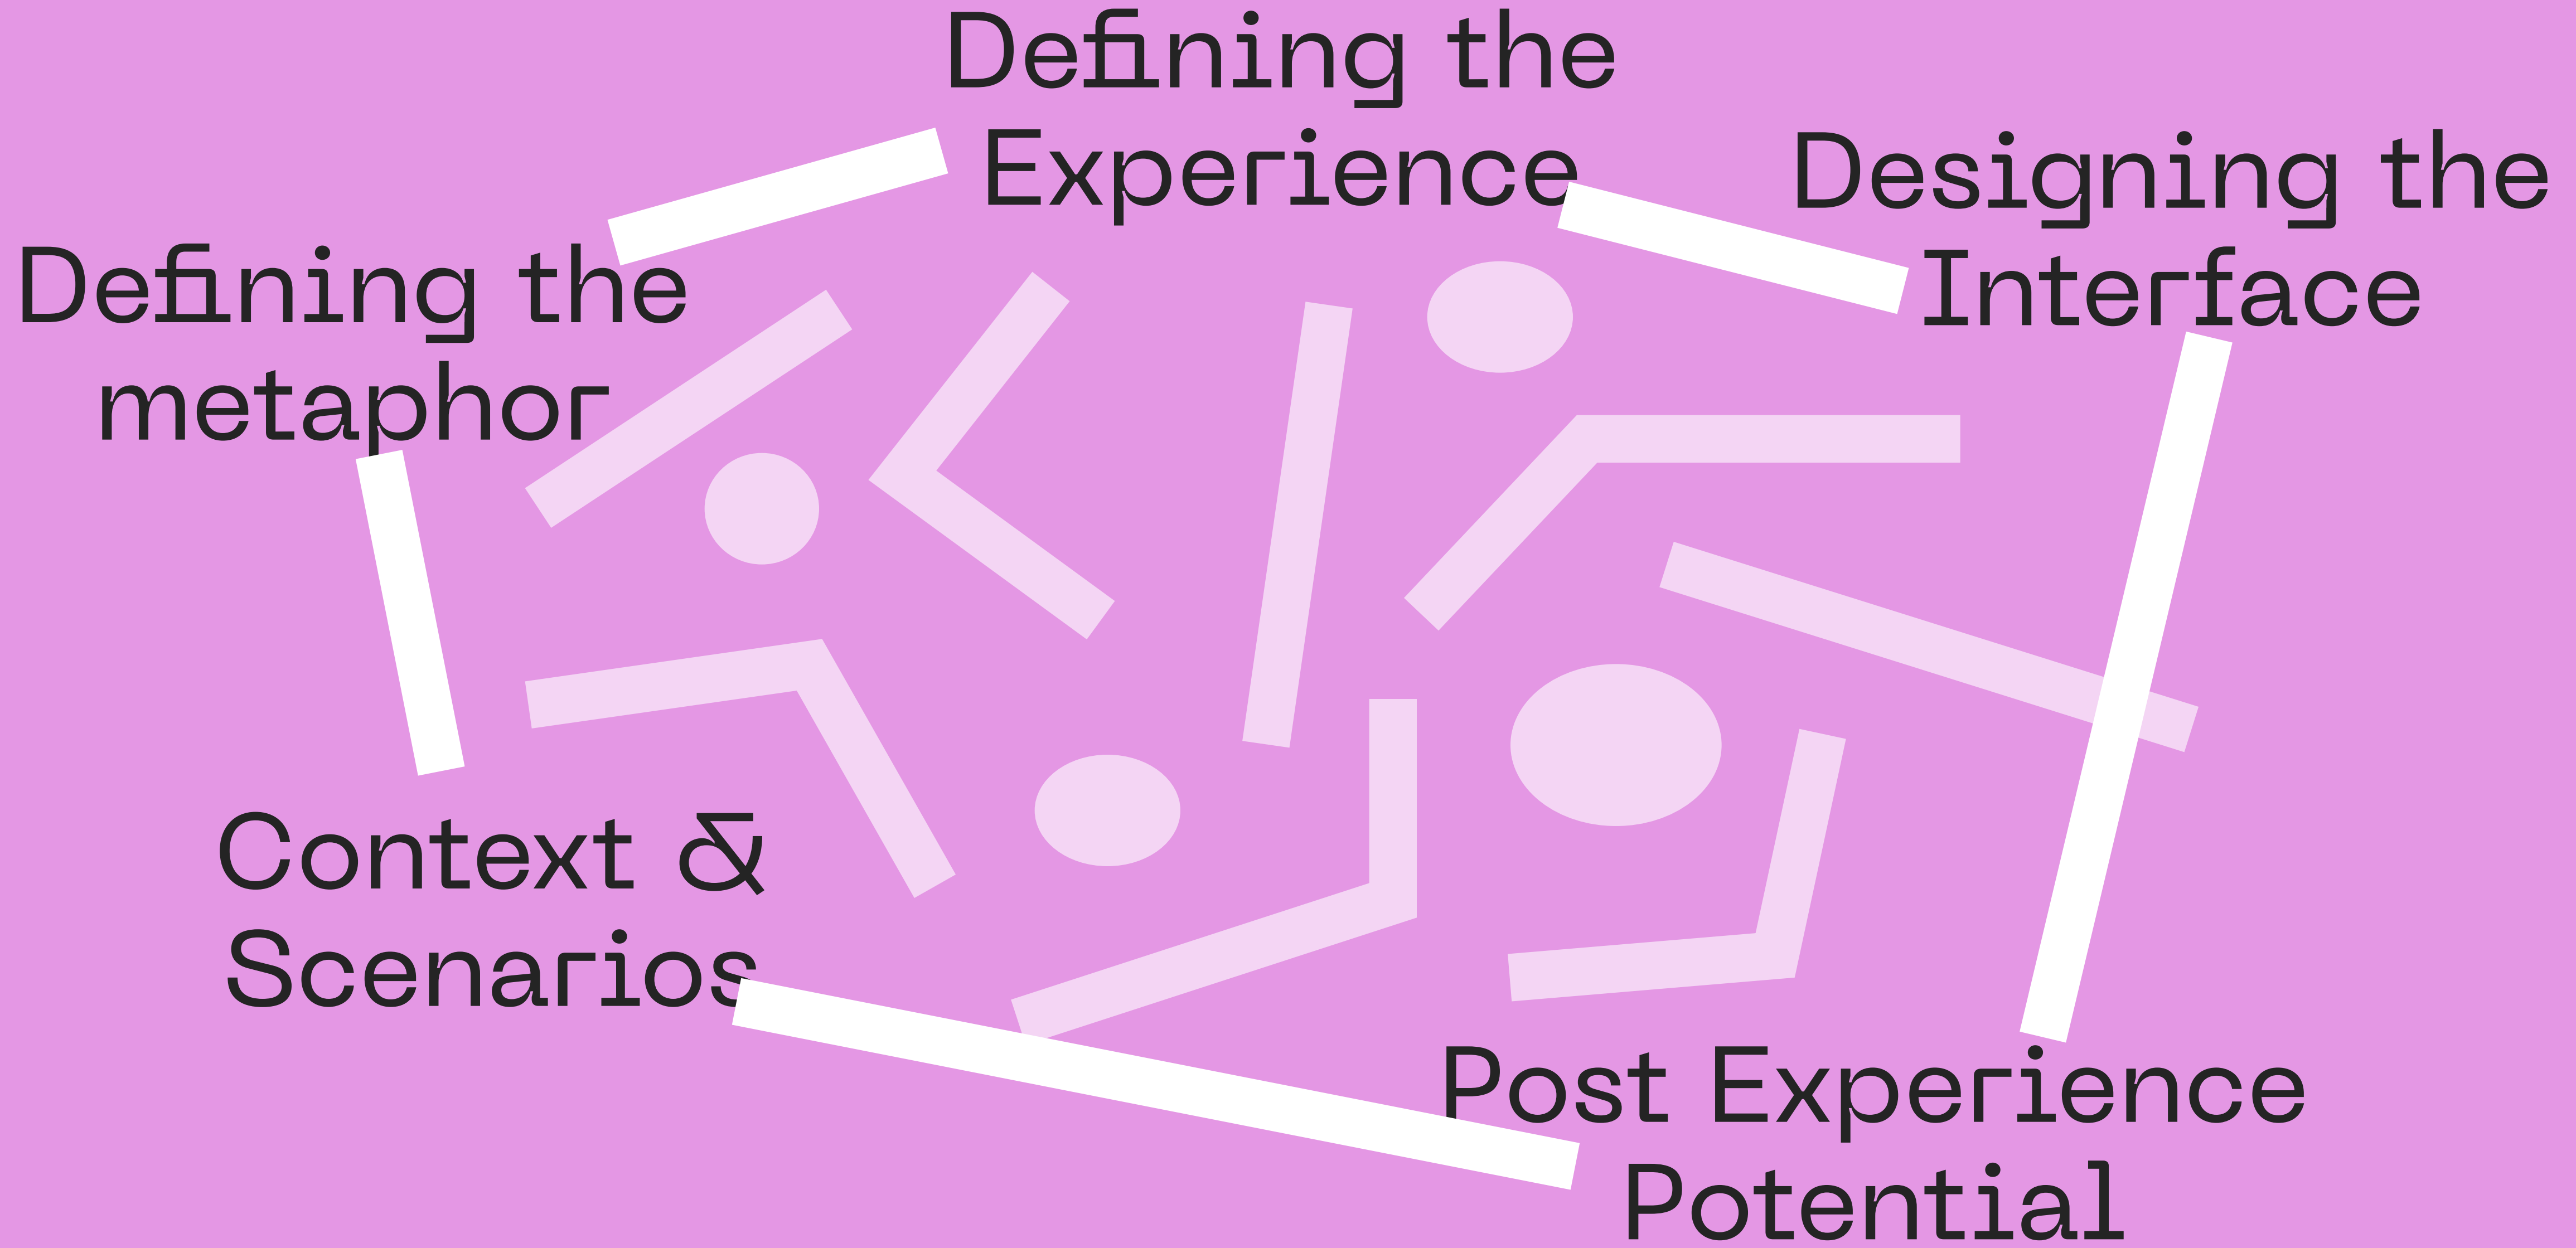 Defining the
Experience
Designing the
Interface
Defining the
metaphor
Context &
Scenarios
Post Experience
Potential